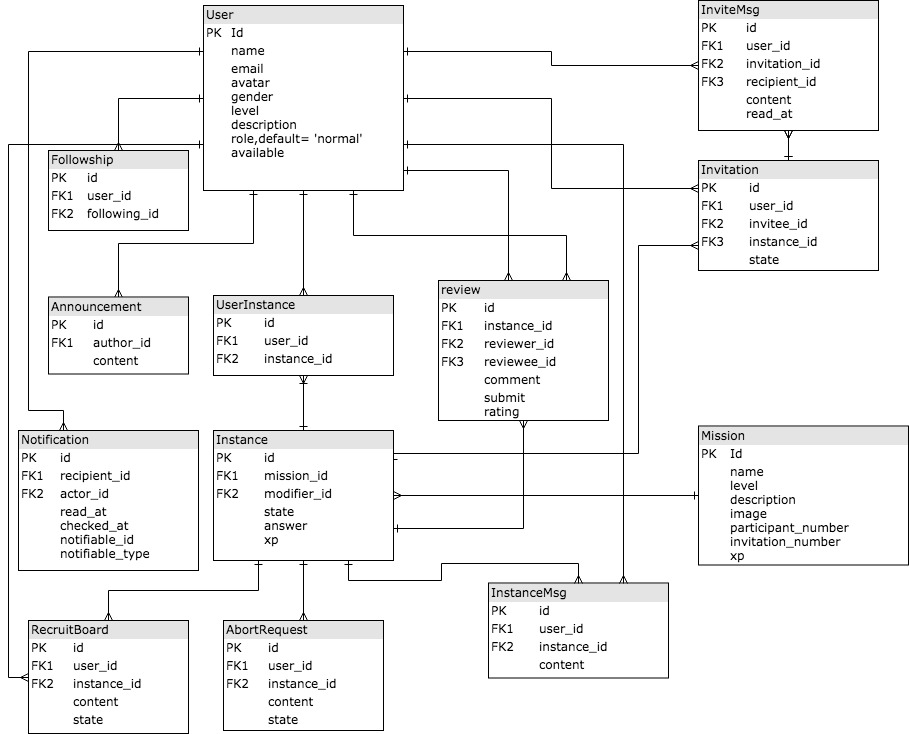 User
PK Id
name
email
avatar
gender
level
description
role,default= 'normal'
available
InviteMsg
PK id
FK1 user_id
FK2 invitation_id
FK3 recipient_id
content
read_at
Followship
PK id
FK1 user_id
FK2 following_id
Invitation
PK id
FK1 user_id
FK2 invitee_id
FK3 instance_id
state
Announcement
PK id
FK1 author_id
content
UserInstance
PK id
FK1 user_id
FK2 instance_id
review
PK id
FK1 instance_id
FK2 reviewer_id
FK3 reviewee_id
comment
submit
rating
Notification
PK id
FK1 recipient_id
FK2 actor_id
read_at
checked_at
notifiable_id
notifiable_type
Instance
PK id
FK1 mission_id
FK2 modifier_id
state
answer
xp
Mission
PK Id
name
level
description
image
participant_number
invitation_number
xp
InstanceMsg
PK id
FK1 user_id
FK2 instance_id
content
RecruitBoard
PK id
FK1 user_id
FK2 instance_id
content
state
AbortRequest
PK id
FK1 user_id
FK2 instance_id
content
state